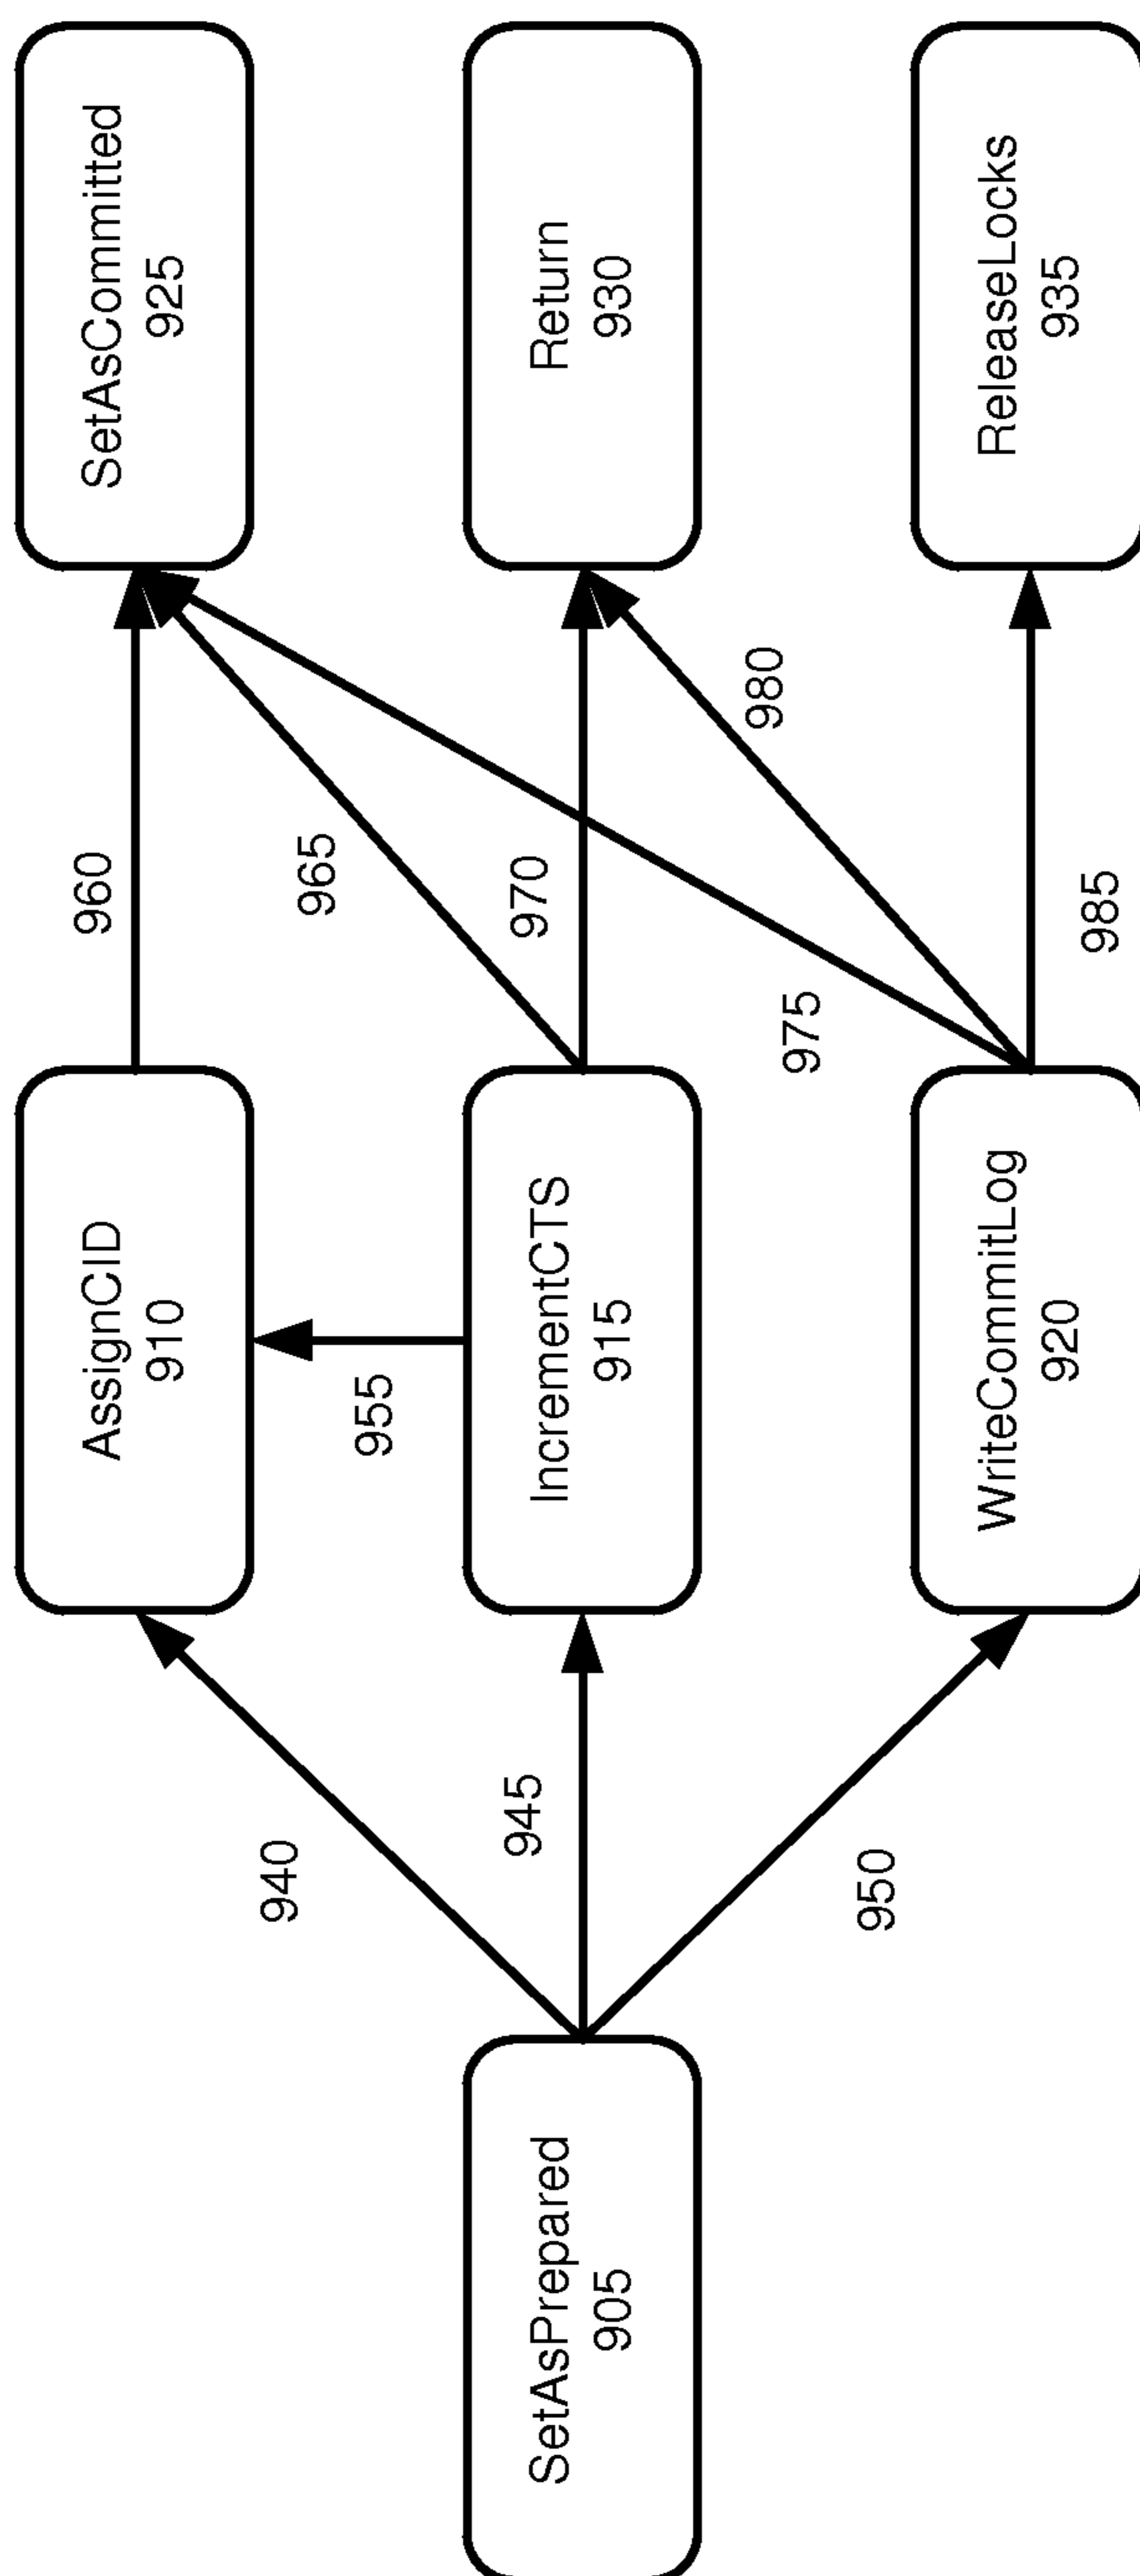 SetAsPrepared
905
940
945
950
AssignCID
910
955
IncrementCTS
915
WriteCommitLog
920
960
965
970
975
980
985
SetAsCommitted
925
Return
930
ReleaseLocks
935